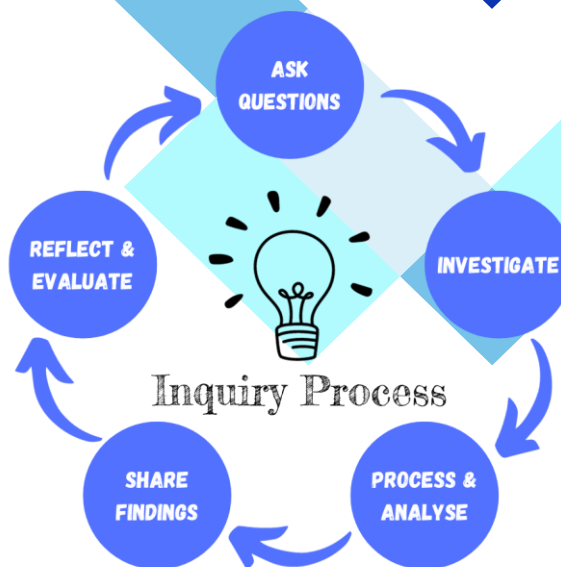 ASK
QUESTIONS
INVESTIGATE
PROCESS &
ANALYSE
SHARE
FINDINGS
REFLECT &
EVALUATE
Inquiry Process